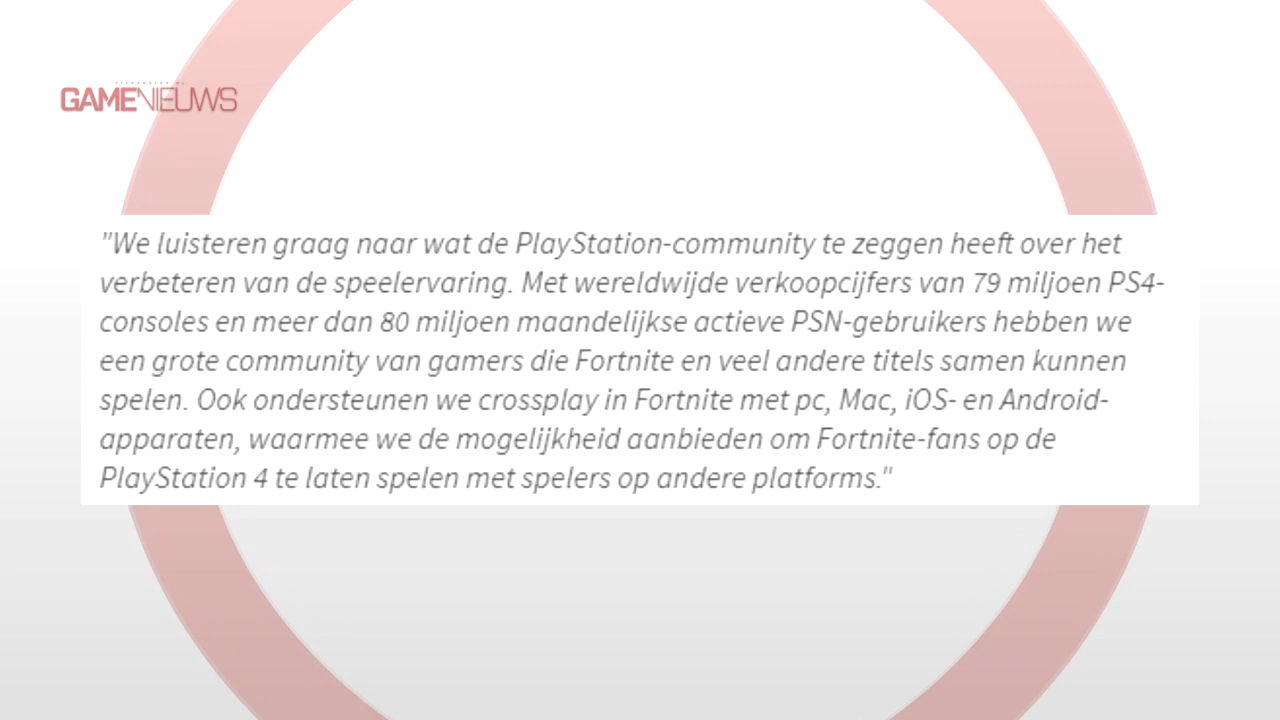 GAMENIEUWS
"We luisteren graag naar wat de PlayStation-community te zeggen heeft over het
verbeteren van de speelervaring. Met wereldwijde verkoopcijfers van 79 miljoen PS4-
consoles en meer dan 80 miljoen maandelijkse actieve PSN-gebruikers hebben we
een grote community van gamers die Fortnite en veel andere titels samen kunnen
spelen. Ook ondersteunen we crossplay in Fortnite met pc, Mac, iOS- en Android-
apparaten, waarmee we de mogelijkheid aanbieden om Fortnite-fans op de
PlayStation 4 te laten spelen met spelers op andere platforms."